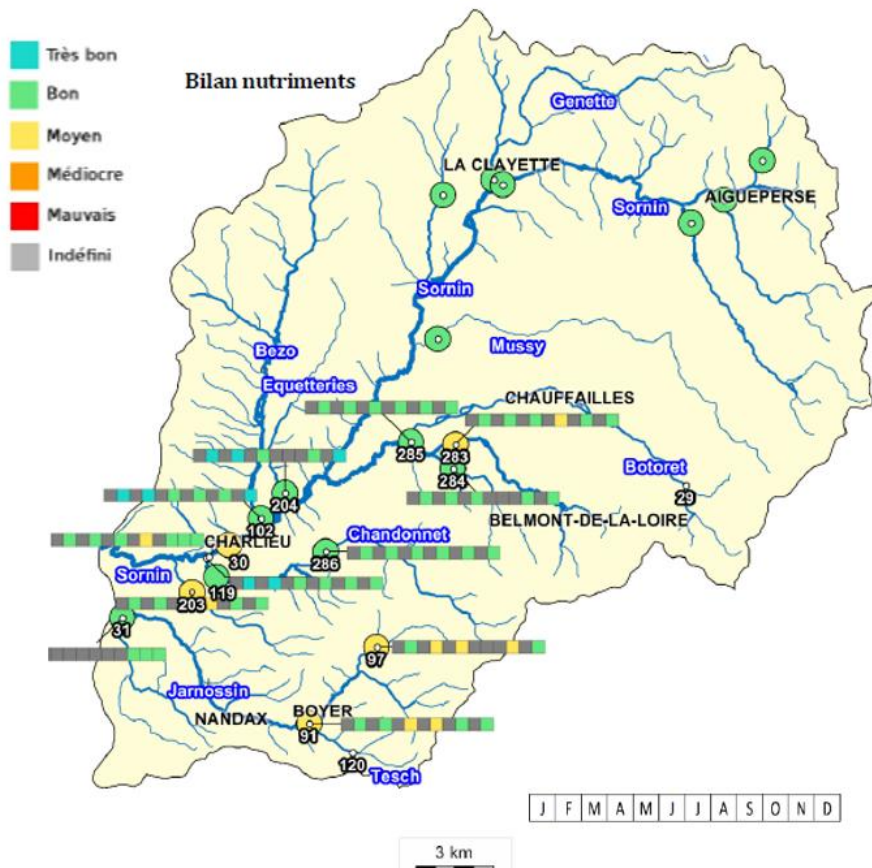 Très bon
Bon
Moyen
Médiocre
Mauvais
Indéfini
Bilan nutriments
Genette
LA CLAYETTE
AIGUEPERSE
Sornin
Sornin
Mussy
Bezo
Equetteries
CHAUFFAILLES
285
283
284
Botoret
29
204
BELMONT-DE-LA-LOIRE
102
CHARLIEU
30
Chandonnet
286
Sornin
119
203
31
97
Jarnossin
NANDAX
BOYER
91
120
Tesch
J F M A M J J A S O N D
3 km